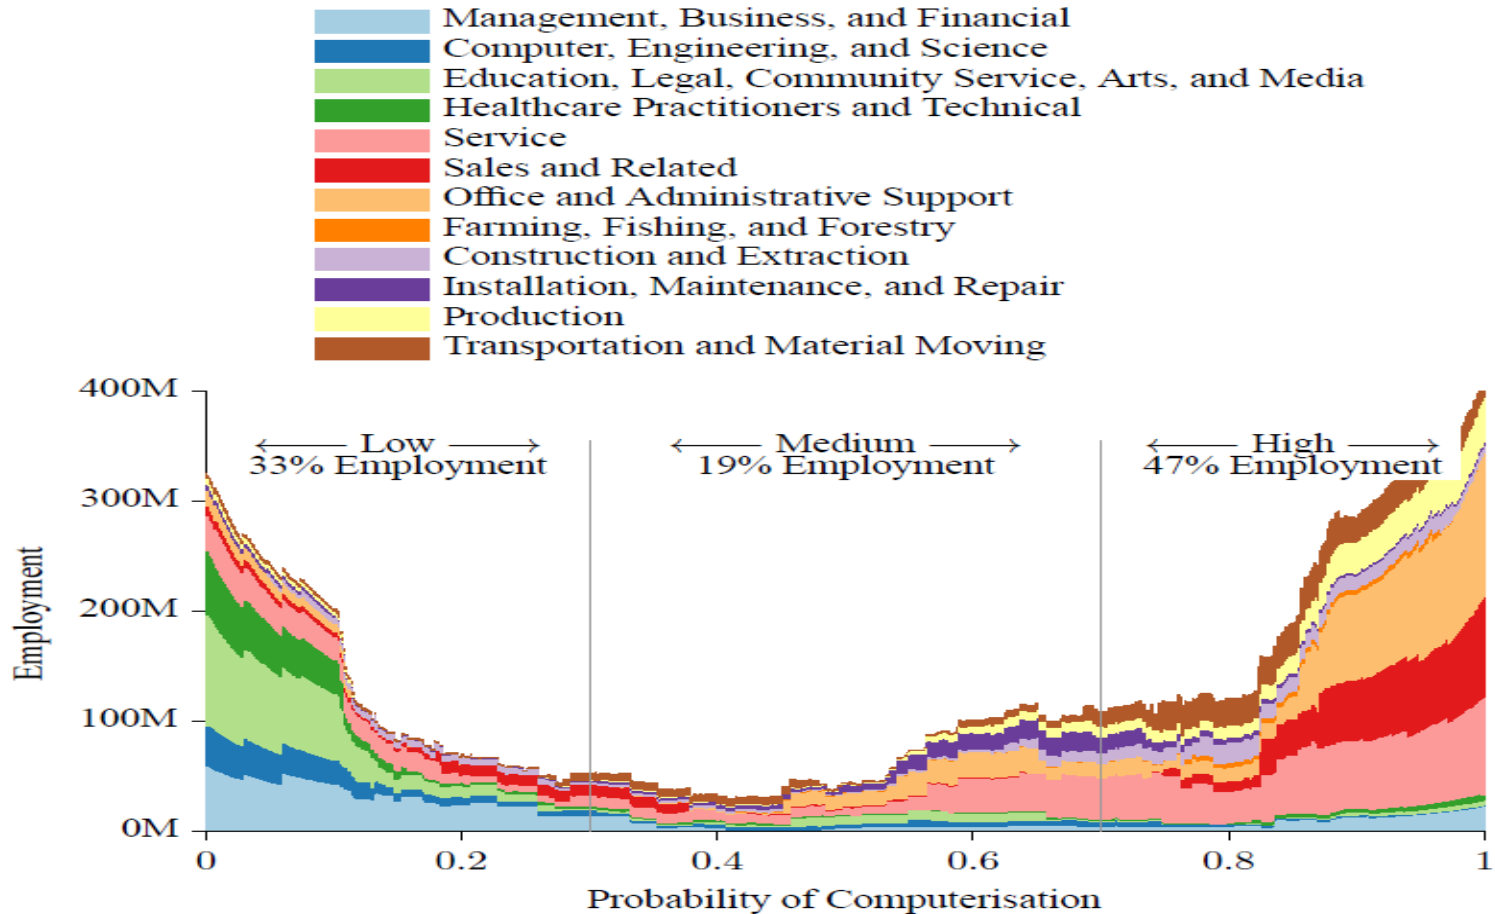 Management, Business, and Financial
Computer, Engineering, and Science
Education, Legal, Community Service, Arts, and Media
Healthcare Practitioners and Technical
Service
Sales and Related
Office and Administrative Support
Farming, Fishing, and Forestry
Construction and Extraction
Installation, Maintenance, and Repair
Production
Transportation and Material Moving
400M
← Low →
33% Employment
← Medium →
19% Employment
← High →
47% Employment
300M
200M
100M
0M
Employment
0
0.2
0.4
0.6
0.8
1
Probability of Computerisation